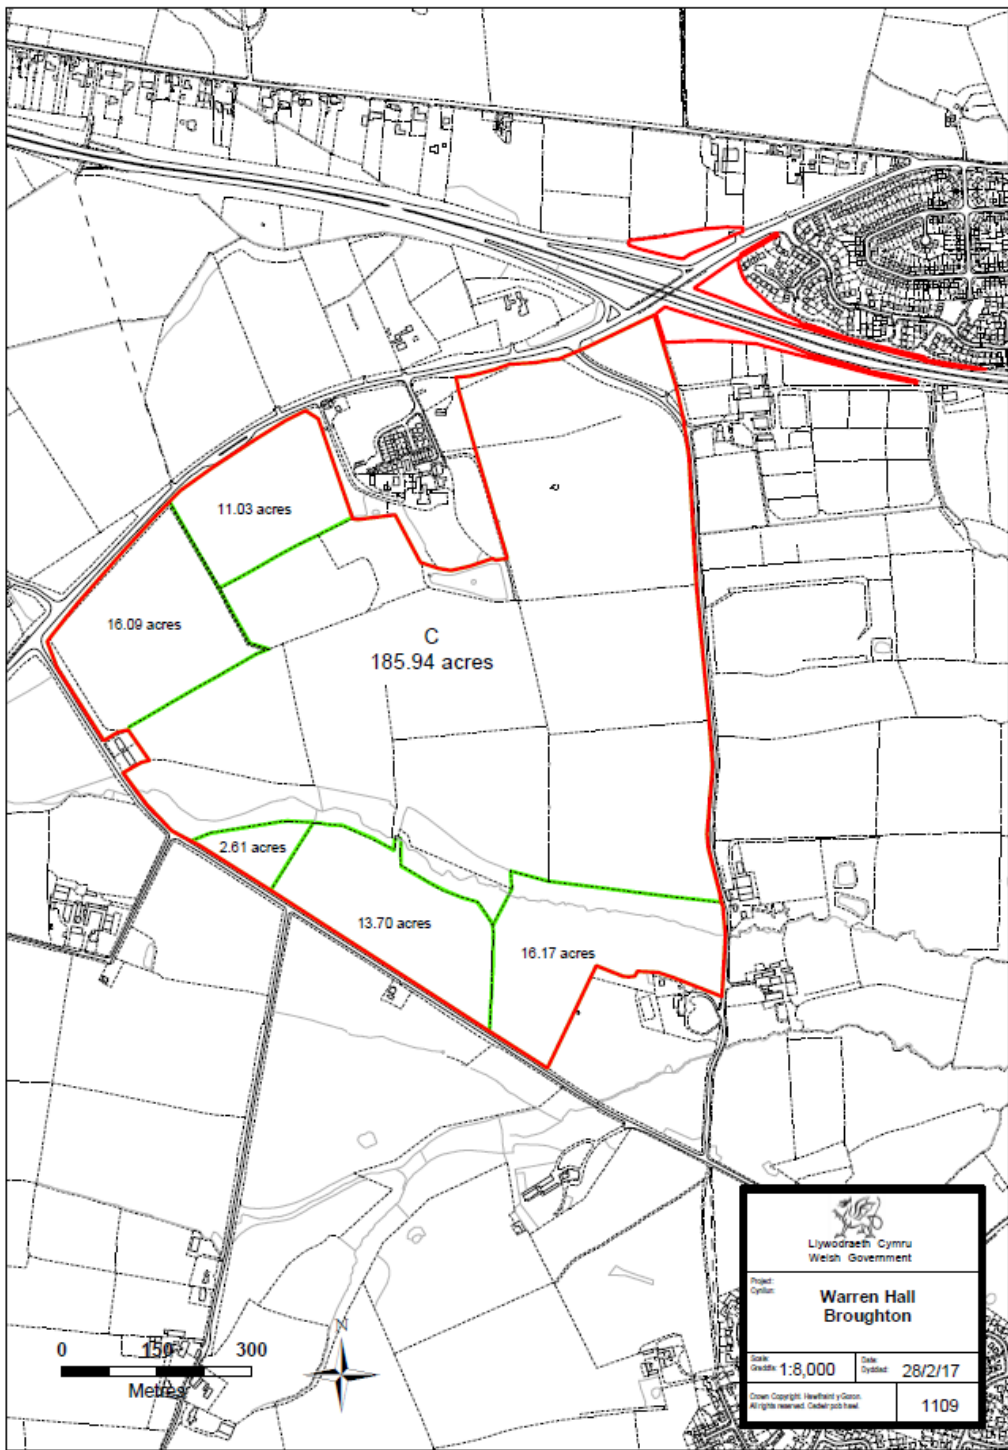 11.03 acres
16.09 acres
C
185.94 acres
2.61 acres
13.70 acres
16.17 acres
0 150 300
Metres
N
Llywodraeth Cymru
Welsh Government
Project:
Cynllun:
Warren Hall
Broughton
Scale:
Graddfa: 1:8,000
Date:
Dyddiad: 28/2/17
Crown Copyright. Hawlfraint y Goron.
All rights reserved. Cedwir pob hawl.
1109